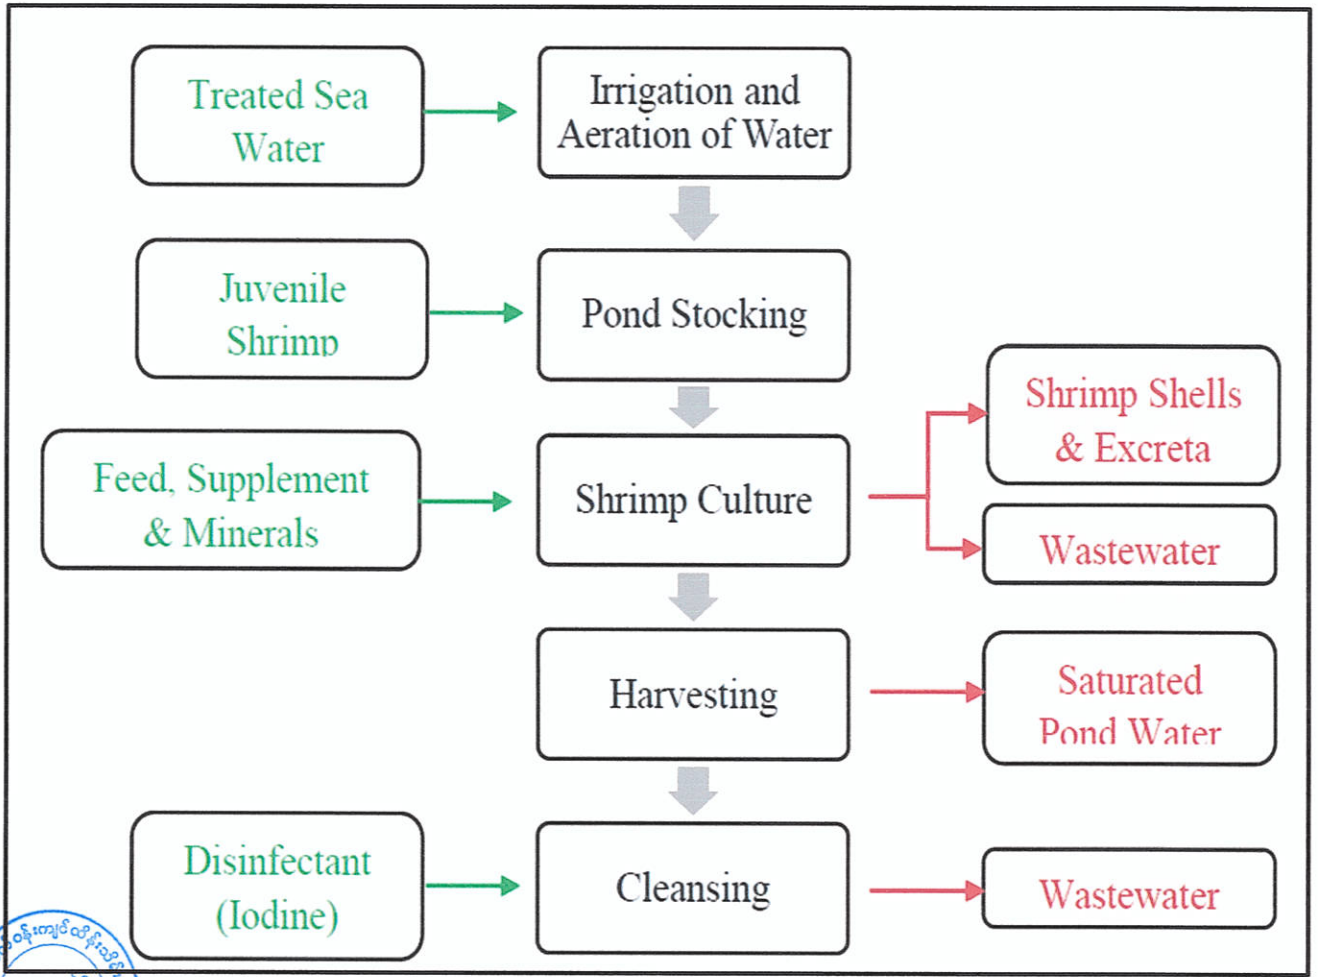 Treated Sea
Water
Irrigation and
Aeration of Water
Juvenile
Shrimp
Pond Stocking
Feed, Supplement
& Minerals
Shrimp Culture
Shrimp Shells
& Excreta
Wastewater
Harvesting
Saturated
Pond Water
Disinfectant
(Iodine)
Cleansing
Wastewater